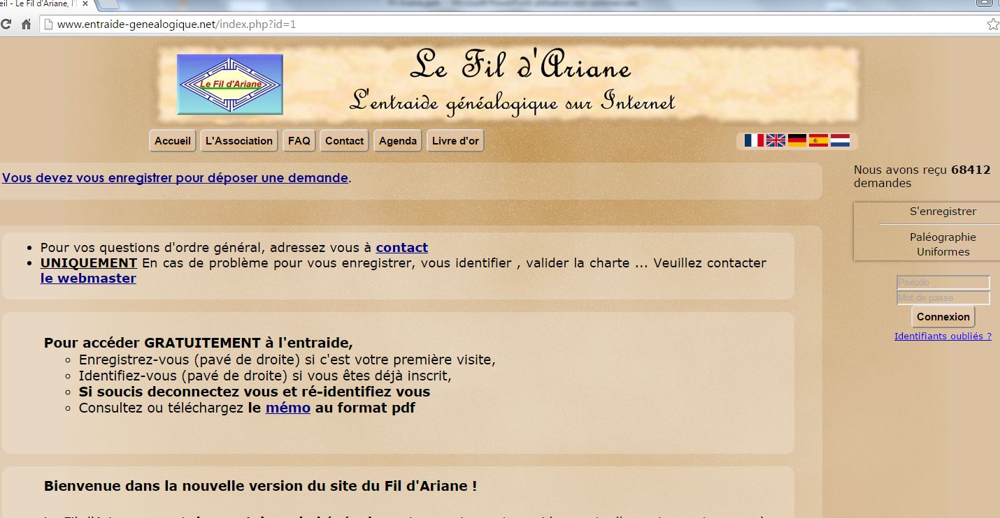 eil - Le Fil d'Ariane, l'
www.entraide-genealogique.net/index.php?id=1
Le Fil d'Ariane
Le Fil d'Ariane
L'entraide généalogique sur Internet
Accueil L'Association FAQ Contact Agenda Livre d'or
Vous devez vous enregistrer pour déposer une demande.
Nous avons reçu 68412
demandes
S'enregistrer
Paléographie
Uniformes
Pseudo
Mot de passe
Connexion
Identifiants oubliés ?
Pour vos questions d'ordre général, adressez vous à contact
UNIQUEMENT En cas de problème pour vous enregistrer, vous identifier , valider la charte ... Veuillez contacter
le webmaster
Pour accéder GRATUITEMENT à l'entraide,
Enregistrez-vous (pavé de droite) si c'est votre première visite,
Identifiez-vous (pavé de droite) si vous êtes déjà inscrit,
Si soucis deconnectez vous et ré-identifiez vous
Consultez ou téléchargez le mémo au format pdf
Bienvenue dans la nouvelle version du site du Fil d'Ariane !